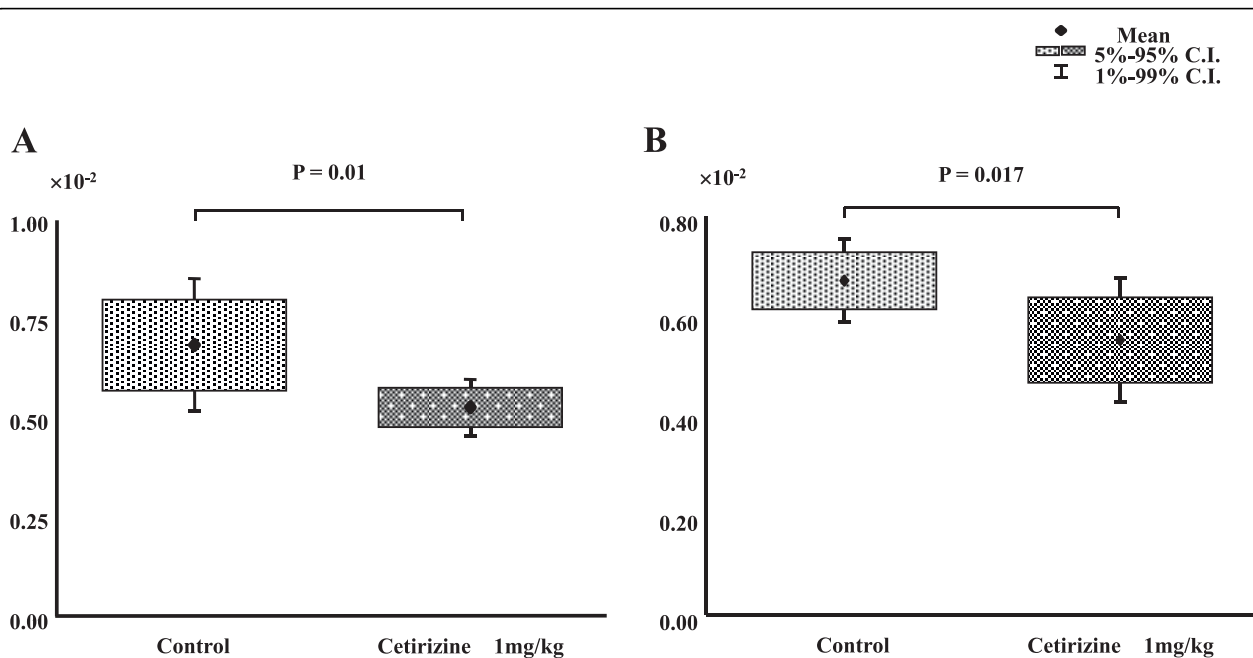 Mean
5%-95% C.I.
1%-99% C.I.
A
×10-2
P = 0.01
1.00
0.75
0.50
0.25
0.00
Control
Cetirizine 1mg/kg
B
×10-2
P = 0.017
0.80
0.60
0.40
0.20
0.00
Control
Cetirizine 1mg/kg